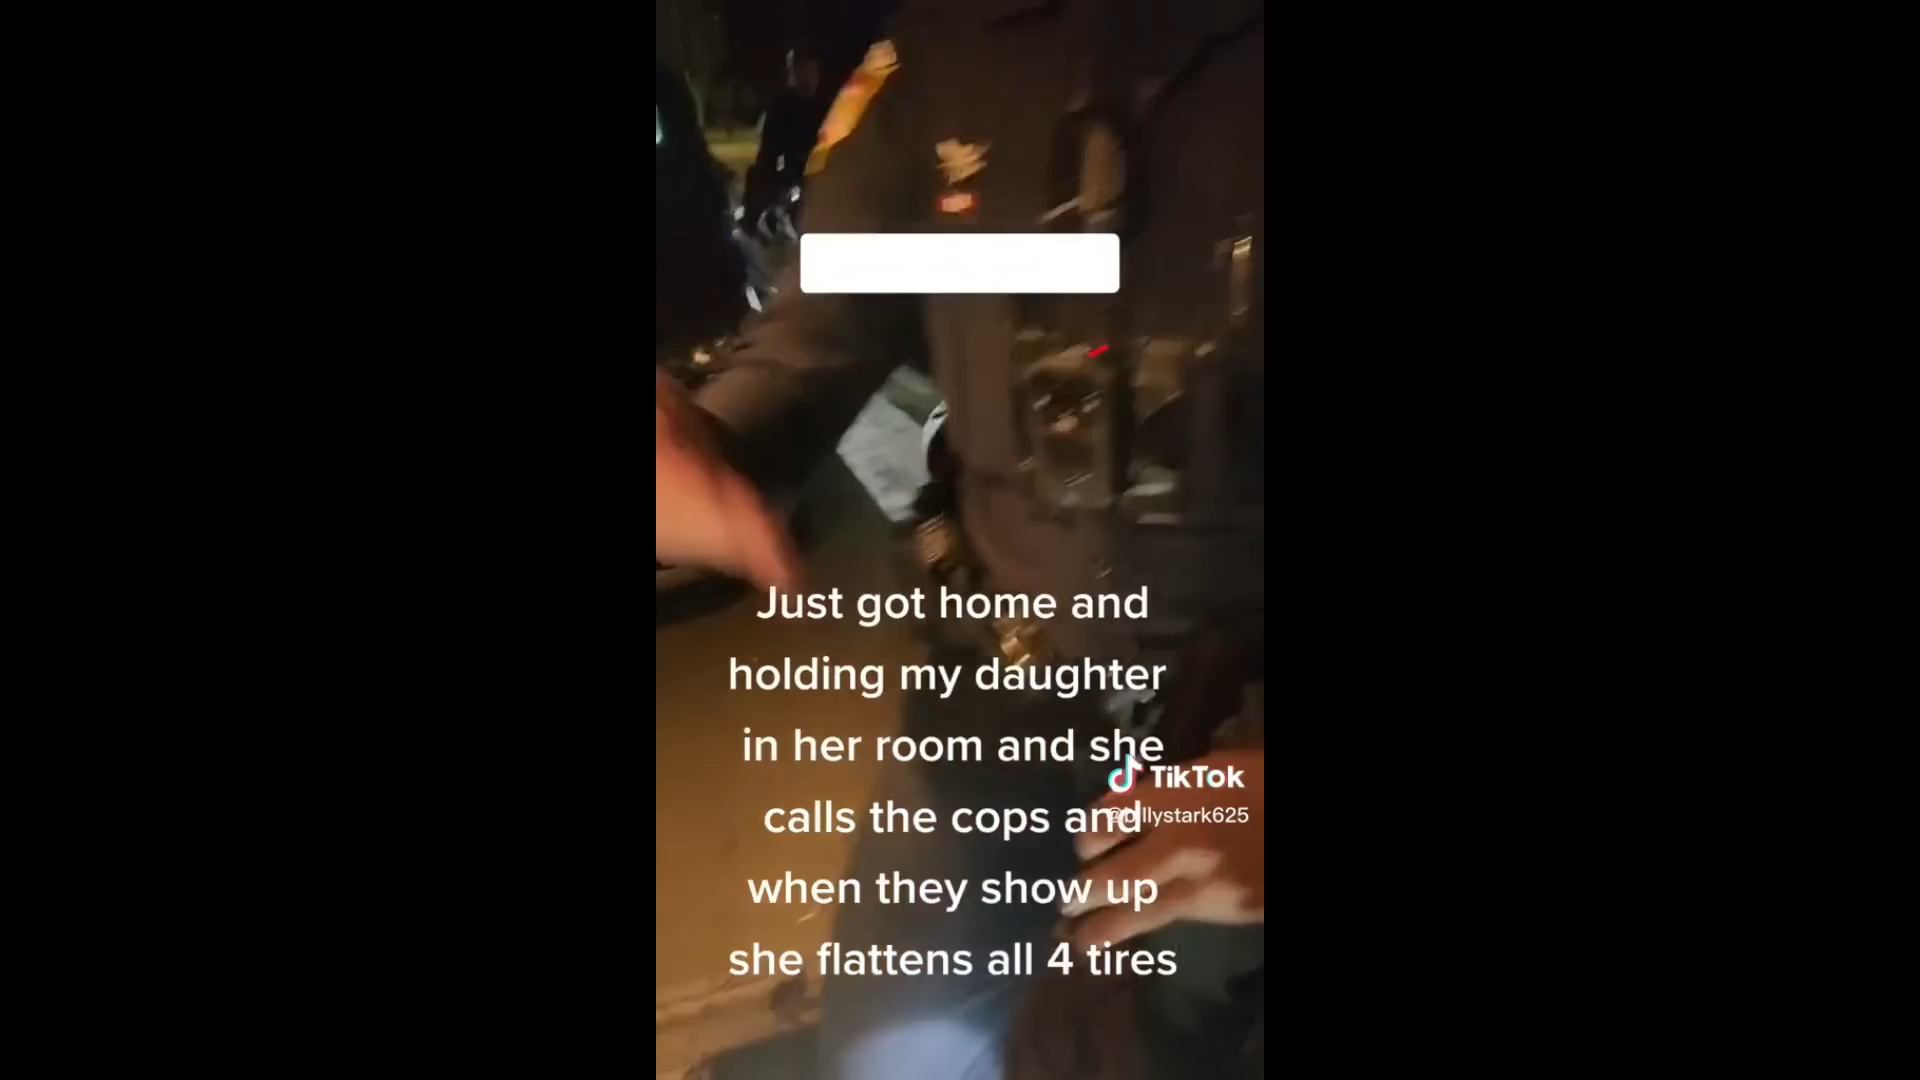 Just got home and
holding my daughter
in her room and she
calls the cops and
when they show up
she flattens all 4 tires
TikTok
@billystark625